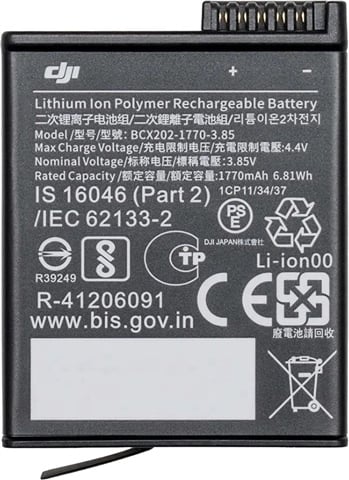 dji
+ −
Lithium Ion Polymer Rechargeable Battery
二次锂离子电池组/二次鋰離子電池組/리튬이온2차전지
Model/型号/型號:BCX202-1770-3.85
Max Charge Voltage/充电限制电压/充電限制電壓:4.4V
Nominal Voltage/标称电压/標稱電壓:3.85V
Rated Capacity/额定容量/額定容量:1770mAh 6.81Wh
IS 16046 (Part 2) 1CP11/34/37
/IEC 62133-2
PSE
DJI JAPAN株式会社
TP
Li-ion00
R39249
R-41206091
www.bis.gov.in
CE
廢電池請回收